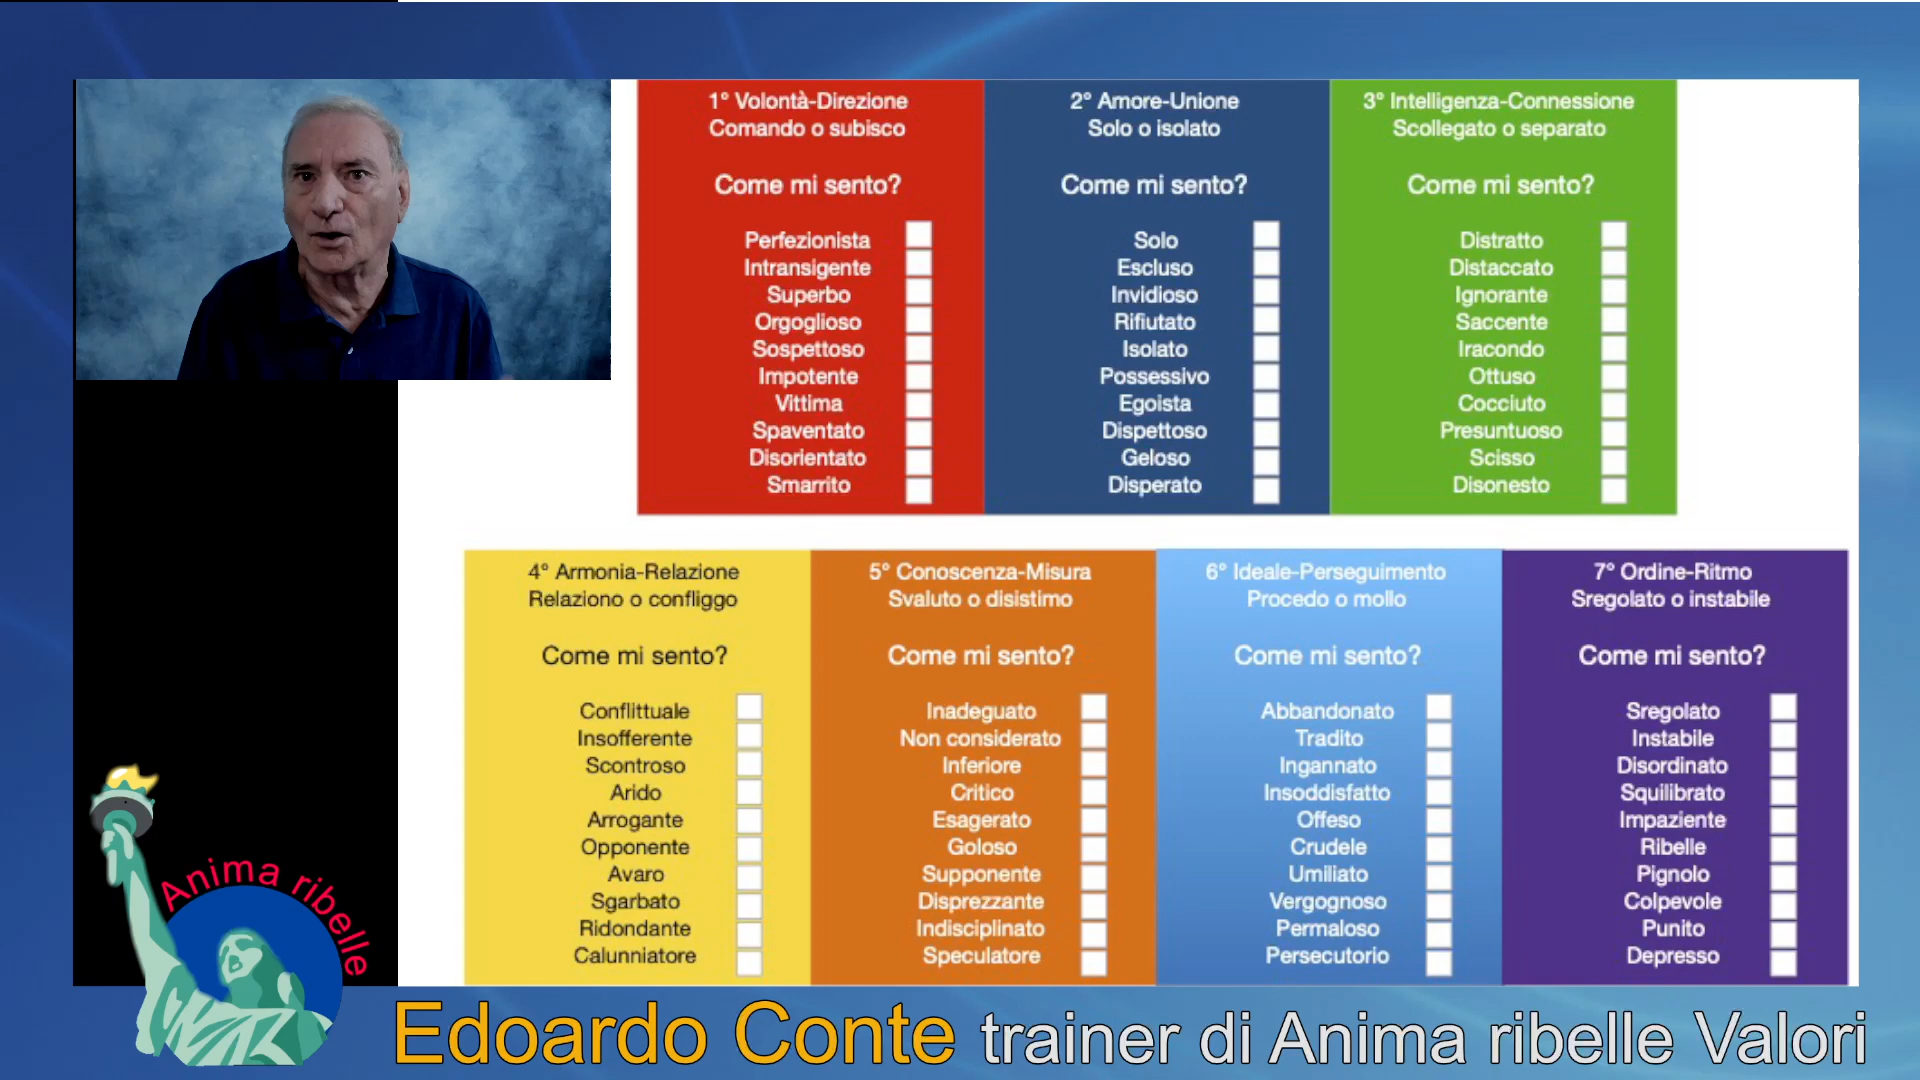 1° Volontà-Direzione
Comando o subisco
Come mi sento?
Perfezionista
Intransigente
Superbo
Orgoglioso
Sospettoso
Impotente
Vittima
Spaventato
Disorientato
Smarrito
2° Amore-Unione
Solo o isolato
Come mi sento?
Solo
Escluso
Invidioso
Rifiutato
Isolato
Possessivo
Egoista
Dispettoso
Geloso
Disperato
3° Intelligenza-Connessione
Scollegato o separato
Come mi sento?
Distratto
Distaccato
Ignorante
Saccente
Iracondo
Ottuso
Cocciuto
Presuntuoso
Scisso
Disonesto
4° Armonia-Relazione
Relaziono o confliggo
Come mi sento?
Conflittuale
Insofferente
Scontroso
Arido
Arrogante
Opponente
Avaro
Sgarbato
Ridondante
Calunniatore
5° Conoscenza-Misura
Svaluto o disistimo
Come mi sento?
Inadeguato
Non considerato
Inferiore
Critico
Esagerato
Goloso
Supponente
Disprezzante
Indisciplinato
Speculatore
6° Ideale-Perseguimento
Procedo o mollo
Come mi sento?
Abbandonato
Tradito
Ingannato
Insoddisfatto
Offeso
Crudele
Umiliato
Vergognoso
Permaloso
Persecutorio
7° Ordine-Ritmo
Sregolato o instabile
Come mi sento?
Sregolato
Instabile
Disordinato
Squilibrato
Impaziente
Ribelle
Pignolo
Colpevole
Punito
Depresso
Anima ribelle
Edoardo Conte trainer di Anima ribelle Valori